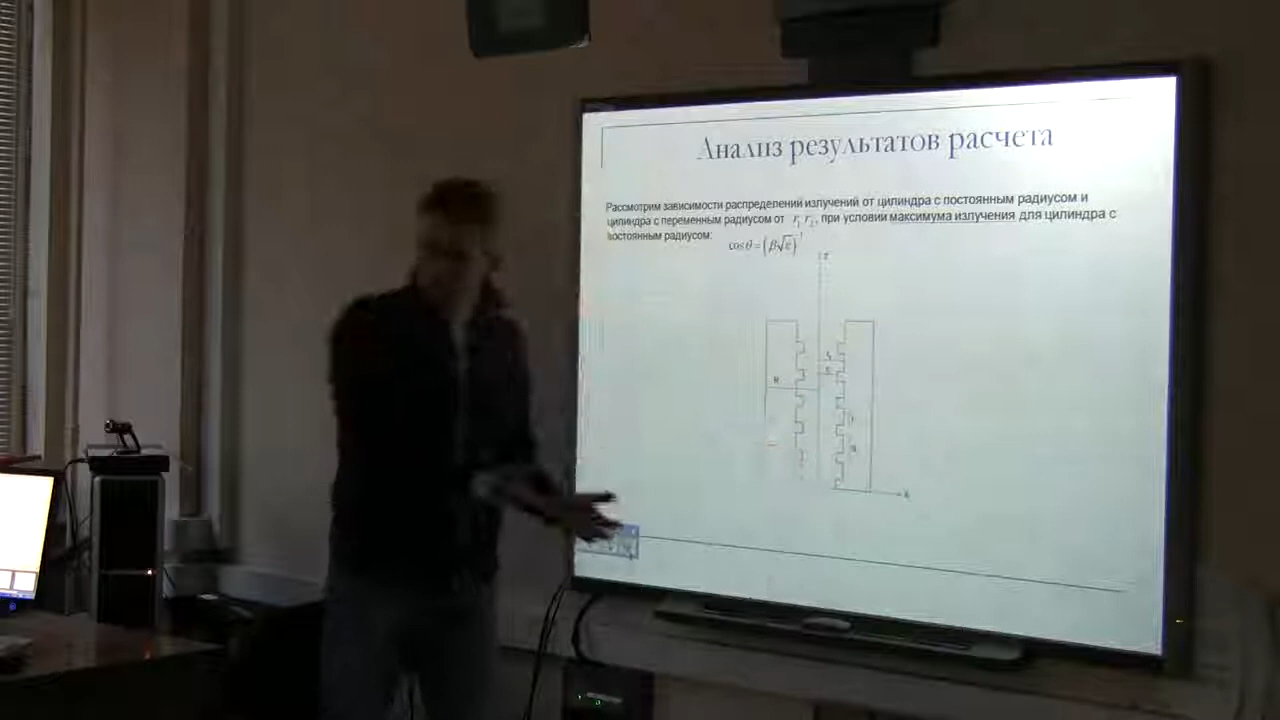 Анализ результатов расчета
Рассмотрим зависимости распределений излучений от цилиндра с постоянным радиусом и
цилиндра с переменным радиусом от r₁ r₂, при условии максимума излучения для цилиндра с
постоянным радиусом:
cos θ = (β√ε)⁻¹
z
R